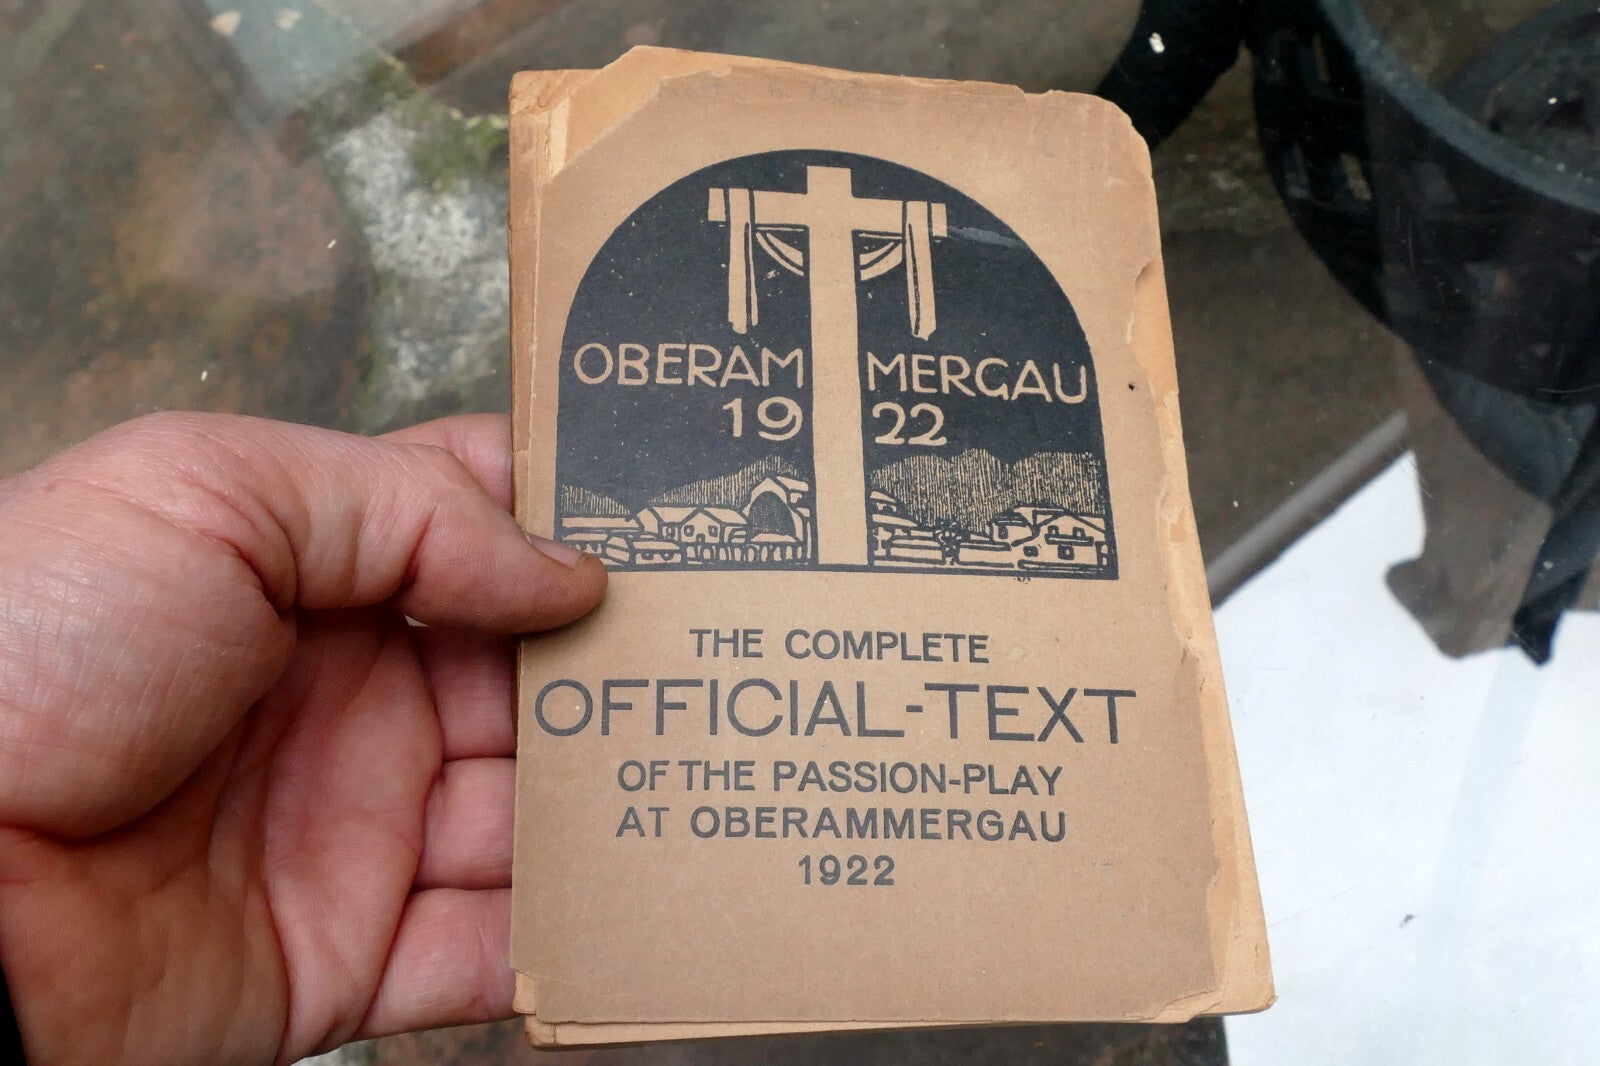 OBERAM MERGAU
19 22
THE COMPLETE
OFFICIAL-TEXT
OF THE PASSION-PLAY
AT OBERAMMERGAU
1922